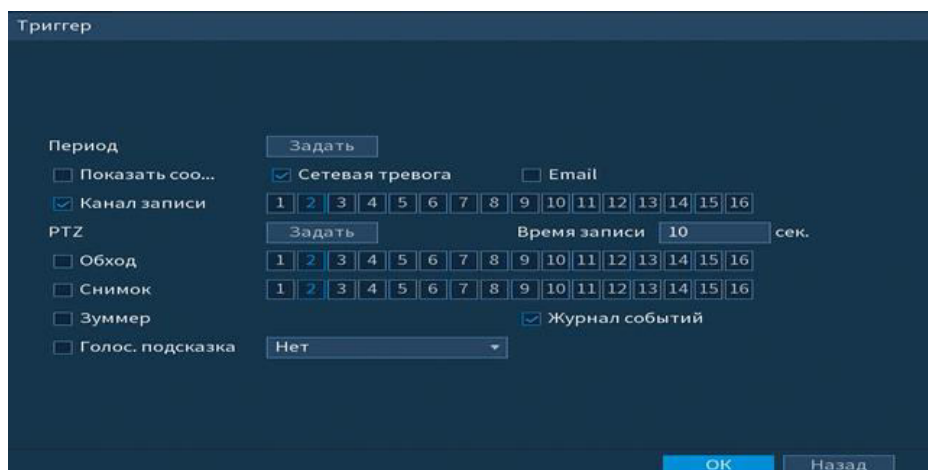 Триггер
Период Задать
Показать соо... Сетевая тревога Email
Канал записи 1 2 3 4 5 6 7 8 9 10 11 12 13 14 15 16
PTZ Задать Время записи 10 сек.
Обход 1 2 3 4 5 6 7 8 9 10 11 12 13 14 15 16
Снимок 1 2 3 4 5 6 7 8 9 10 11 12 13 14 15 16
Зуммер Журнал событий
Голос. подсказка Нет
OK Назад